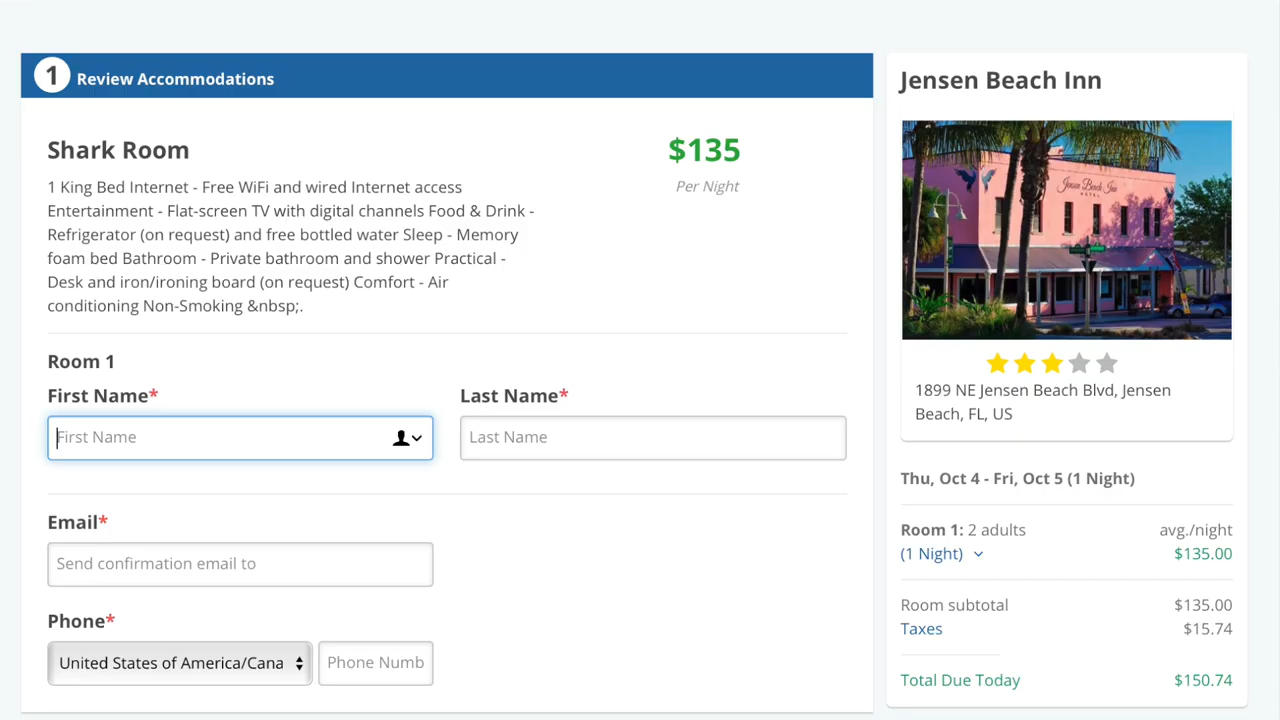 1 Review Accommodations
Shark Room
$135
Per Night
1 King Bed Internet - Free WiFi and wired Internet access
Entertainment - Flat-screen TV with digital channels Food & Drink -
Refrigerator (on request) and free bottled water Sleep - Memory
foam bed Bathroom - Private bathroom and shower Practical -
Desk and iron/ironing board (on request) Comfort - Air
conditioning Non-Smoking &nbsp;.
Room 1
First Name* Last Name*
First Name Last Name
Email*
Send confirmation email to
Phone*
United States of America/Cana Phone Numb
Jensen Beach Inn
Jensen Beach Inn
HOTEL
1899 NE Jensen Beach Blvd, Jensen
Beach, FL, US
Thu, Oct 4 - Fri, Oct 5 (1 Night)
Room 1: 2 adults avg./night
(1 Night) $135.00
Room subtotal $135.00
Taxes $15.74
Total Due Today $150.74